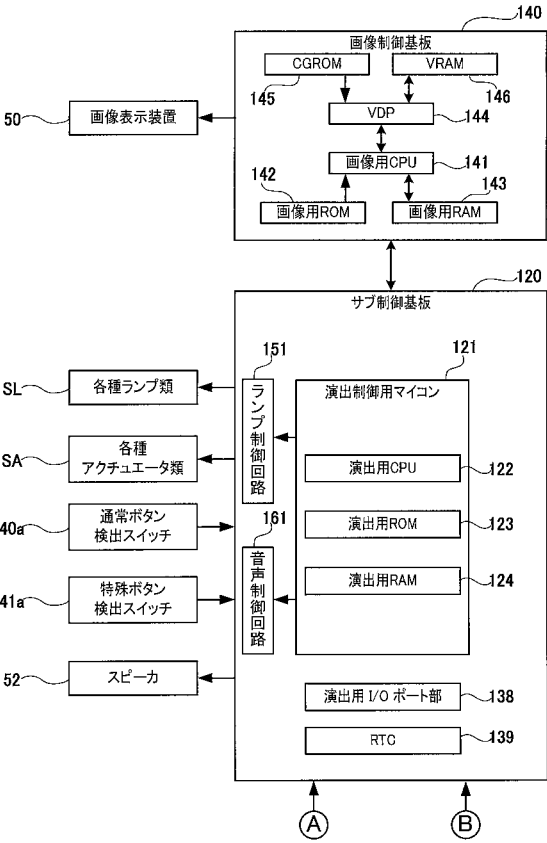 140
画像制御基板
CGROM
VRAM
145
146
VDP
144
50
画像表示装置
画像用CPU
141
142
143
画像用ROM
画像用RAM
120
サブ制御基板
151
121
SL
各種ランプ類
ランプ制御回路
演出制御用マイコン
SA
各種
アクチュエータ類
演出用CPU
122
40a
通常ボタン
検出スイッチ
161
演出用ROM
123
41a
特殊ボタン
検出スイッチ
音声制御回路
演出用RAM
124
52
スピーカ
演出用I/Oポート部
138
RTC
139
A
B